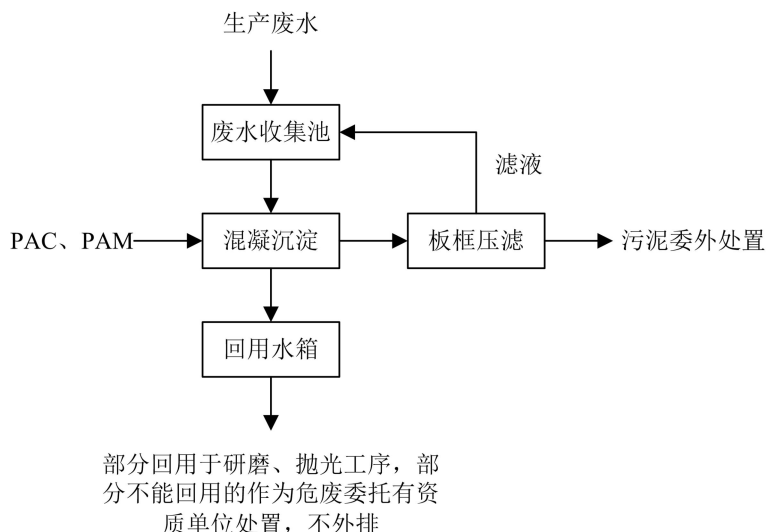 生产废水
废水收集池
滤液
PAC、PAM
混凝沉淀
板框压滤
污泥委外处置
回用水箱
部分回用于研磨、抛光工序，部
分不能回用的作为危废委托有资
质单位处置，不外排